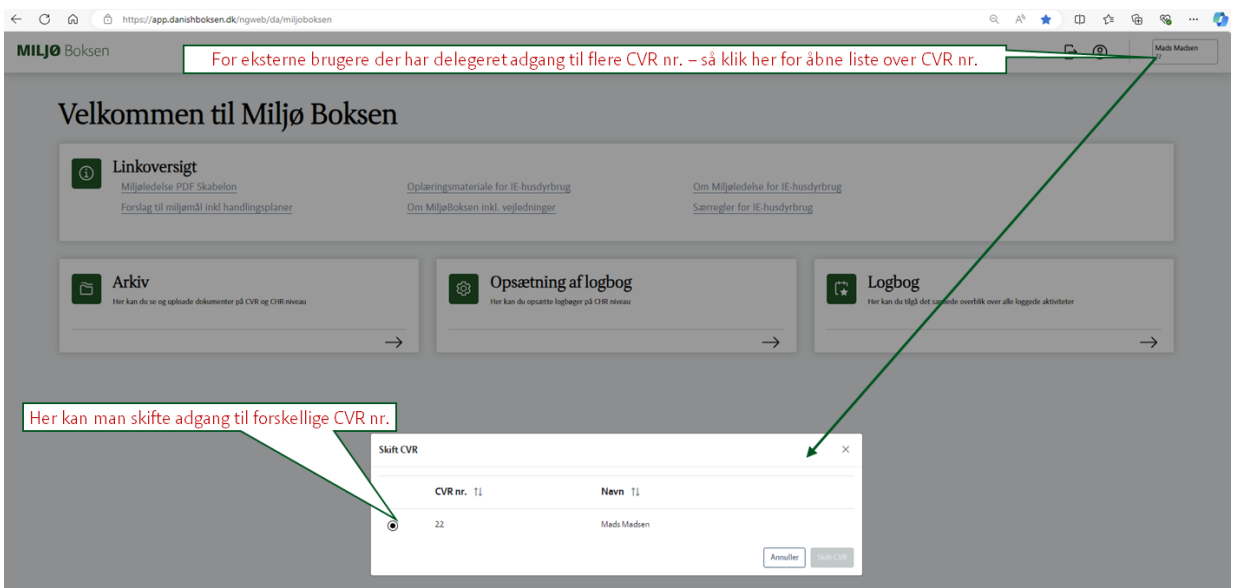 https://app.danishboksen.dk/ngweb/da/miljoboksen
MILJØ Boksen
For eksterne brugere der har delegeret adgang til flere CVR nr. – så klik her for åbne liste over CVR nr.
Mads Madsen
22
Velkommen til Miljø Boksen
Linkoversigt
Miljøledelse PDF Skabelon
Oplæringsmateriale for IE-husdyrbrug
Om Miljøledelse for IE-husdyrbrug
Forslag til miljømål inkl handlingsplaner
Om MiljøBoksen inkl. vejledninger
Særregler for IE-husdyrbrug
Arkiv
Her kan du se og uploade dokumenter på CVR og CHR-niveau
Opsætning af logbog
Her kan du opsætte logbøger på CHR niveau
Logbog
Her kan du tilgå det samlede overblik over alle loggede aktiviteter
Her kan man skifte adgang til forskellige CVR nr.
Skift CVR
CVR nr.
Navn
22
Mads Madsen
Annuller
Skift CVR